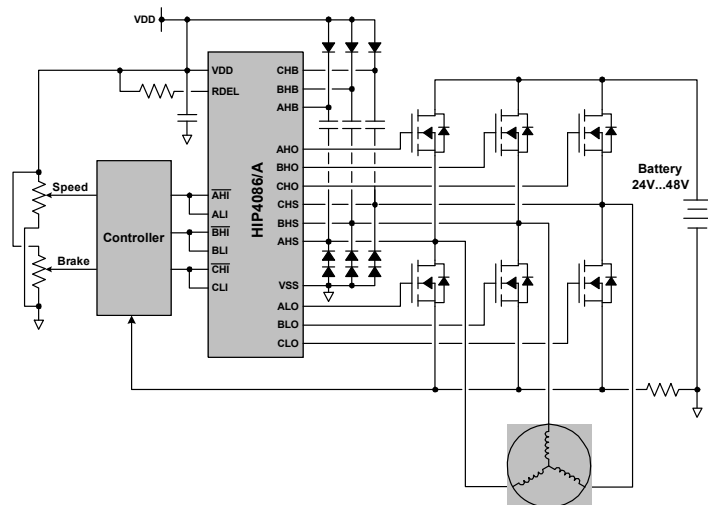 VDD
VDD
RDEL
CHB
BHB
AHB
AHO
BHO
CHO
CHS
BHS
AHS
VSS
ALO
BLO
CLO
HIP4086/A
AHI
ALI
BHI
BLI
CHI
CLI
Controller
Speed
Brake
Battery
24V...48V